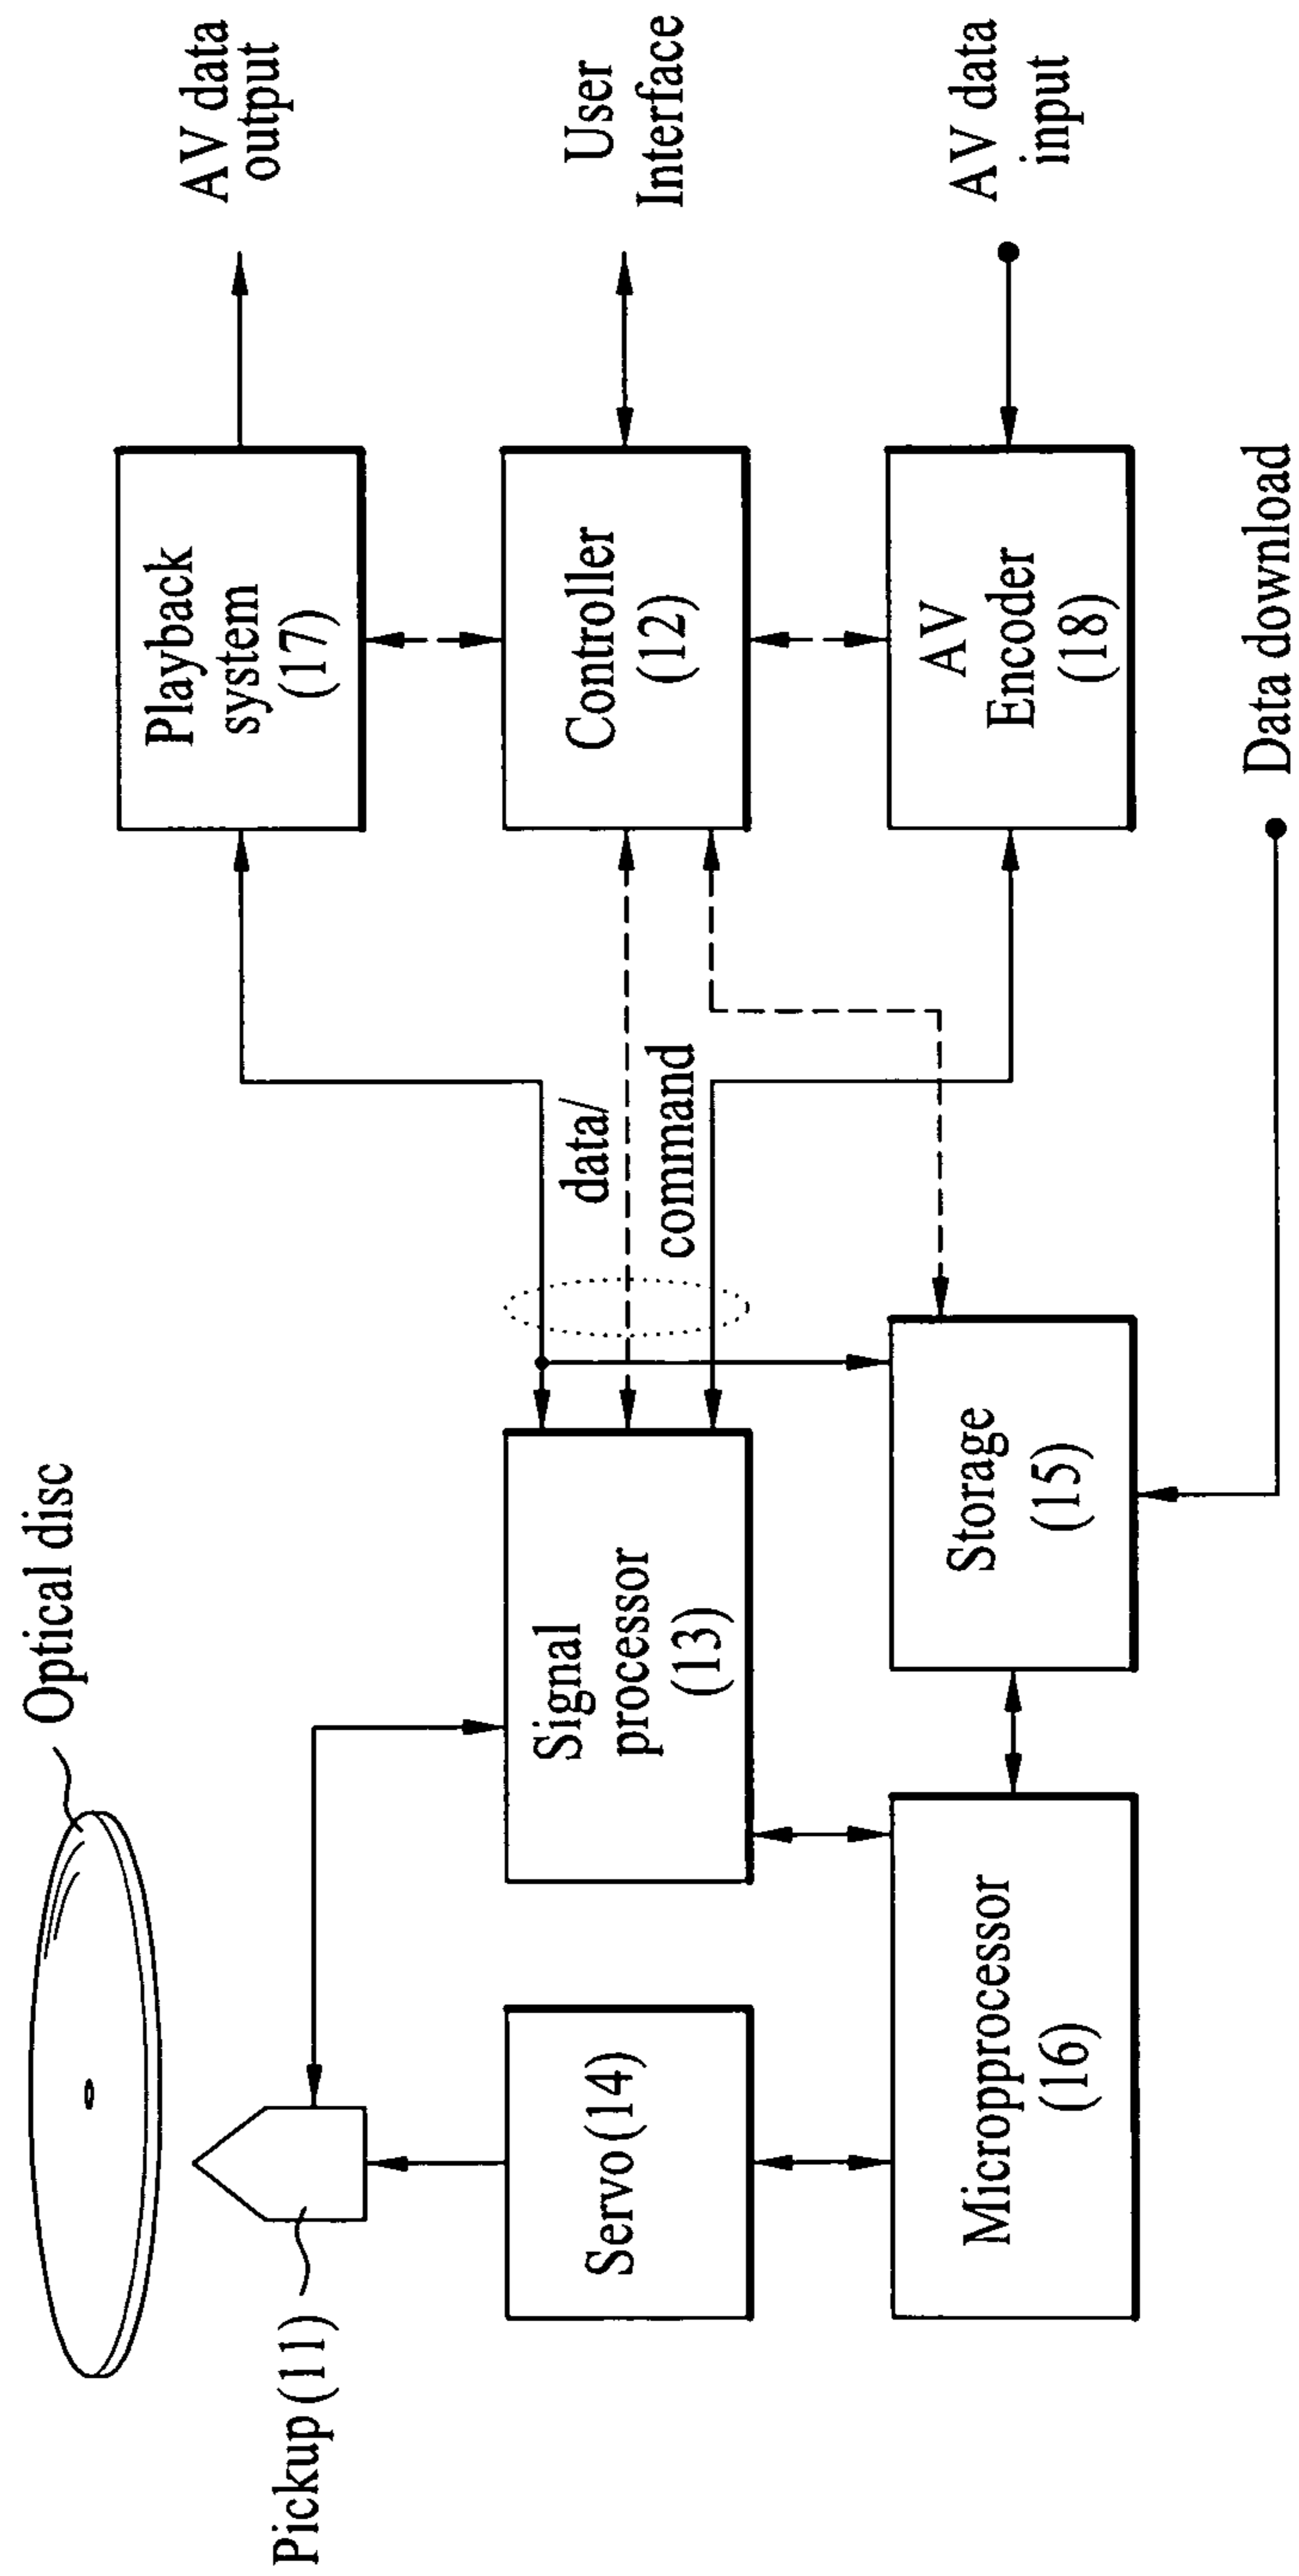 Optical disc
Pickup (11)
Servo (14)
Signal
processor
(13)
data/
command
Playback
system
(17)
AV data
output
Controller
(12)
User
Interface
Micropprocessor
(16)
Storage
(15)
AV
Encoder
(18)
AV data
input
Data download